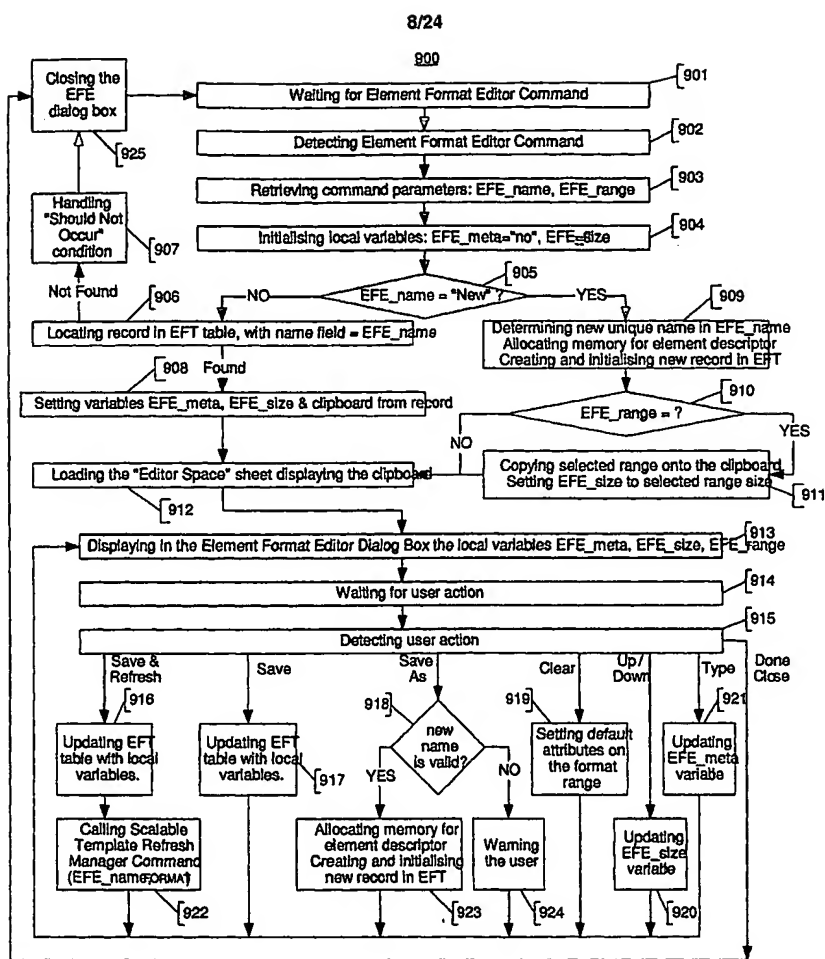 8/24
900
Closing the
EFE
dialog box
925
Waiting for Element Format Editor Command
901
Detecting Element Format Editor Command
902
Retrieving command parameters: EFE_name, EFE_range
903
Initialising local variables: EFE_meta="no", EFE_size
904
Handling
"Should Not
Occur"
condition
907
Not Found
906
NO
EFE_name = "New" ?
905
YES
909
Locating record in EFT table, with name field = EFE_name
Determining new unique name in EFE_name
Allocating memory for element descriptor
Creating and initialising new record in EFT
908
Found
Setting variables EFE_meta, EFE_size & clipboard from record
EFE_range = ?
910
NO
YES
Loading the "Editor Space" sheet displaying the clipboard
912
Copying selected range onto the clipboard
Setting EFE_size to selected range size
911
Displaying in the Element Format Editor Dialog Box the local variables EFE_meta, EFE_size, EFE_range
913
Waiting for user action
914
Detecting user action
915
Save &
Refresh
Save
Save
As
Clear
Up/
Down
Type
Done
Close
916
Updating EFT
table with local
variables.
Updating EFT
table with local
variables.
917
918
new
name
is valid?
YES
NO
919
Setting default
attributes on
the format
range
921
Updating
EFE_meta
variable
Calling Scalable
Template Refresh
Manager Command
(EFE_nameFORMAT)
922
Allocating memory for
element descriptor
Creating and initialising
new record in EFT
923
Warning
the user
924
Updating
EFE_size
variable
920